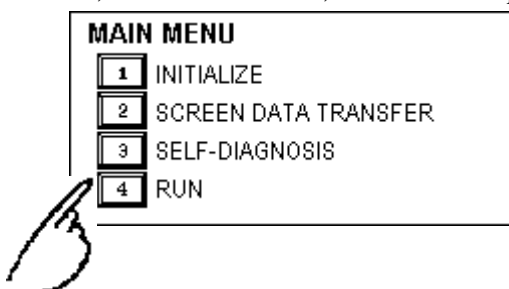 MAIN MENU
1 INITIALIZE
2 SCREEN DATA TRANSFER
3 SELF-DIAGNOSIS
4 RUN